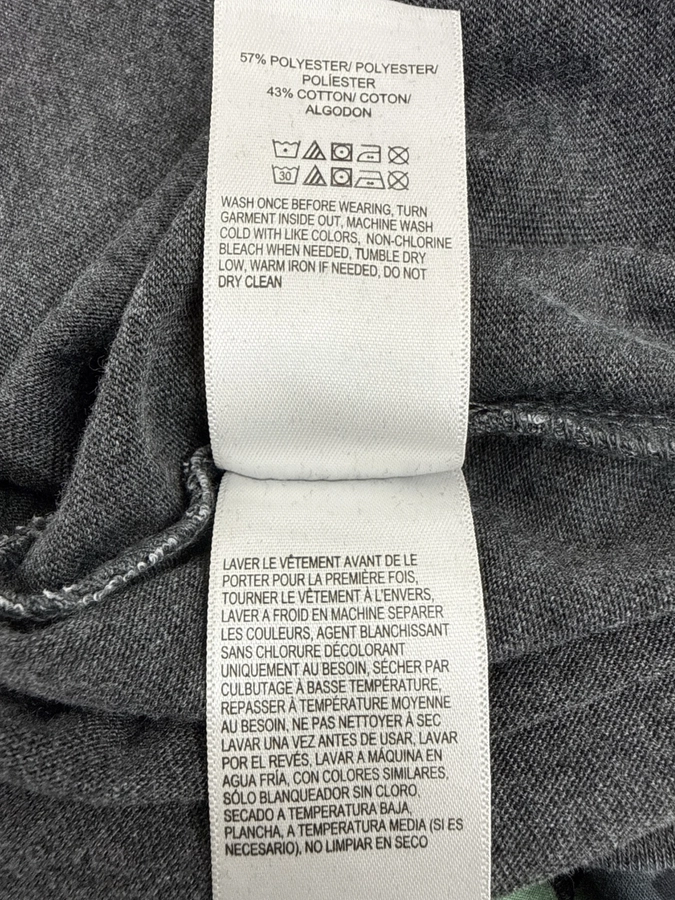 57% POLYESTER/ POLYESTER/
POLÍESTER
43% COTTON/ COTON/
ALGODON
30
WASH ONCE BEFORE WEARING, TURN
GARMENT INSIDE OUT, MACHINE WASH
COLD WITH LIKE COLORS, NON-CHLORINE
BLEACH WHEN NEEDED, TUMBLE DRY
LOW, WARM IRON IF NEEDED, DO NOT
DRY CLEAN
LAVER LE VÊTEMENT AVANT DE LE
PORTER POUR LA PREMIÈRE FOIS,
TOURNER LE VÊTEMENT À L'ENVERS,
LAVER A FROID EN MACHINE SEPARER
LES COULEURS, AGENT BLANCHISSANT
SANS CHLORURE DÉCOLORANT
UNIQUEMENT AU BESOIN, SÉCHER PAR
CULBUTAGE À BASSE TEMPÉRATURE,
REPASSER À TEMPÉRATURE MOYENNE
AU BESOIN, NE PAS NETTOYER À SEC
LAVAR UNA VEZ ANTES DE USAR, LAVAR
POR EL REVÉS, LAVAR A MÁQUINA EN
AGUA FRÍA, CON COLORES SIMILARES,
SÓLO BLANQUEADOR SIN CLORO,
SECADO A TEMPERATURA BAJA,
PLANCHA, A TEMPERATURA MEDIA (SI ES
NECESARIO), NO LIMPIAR EN SECO